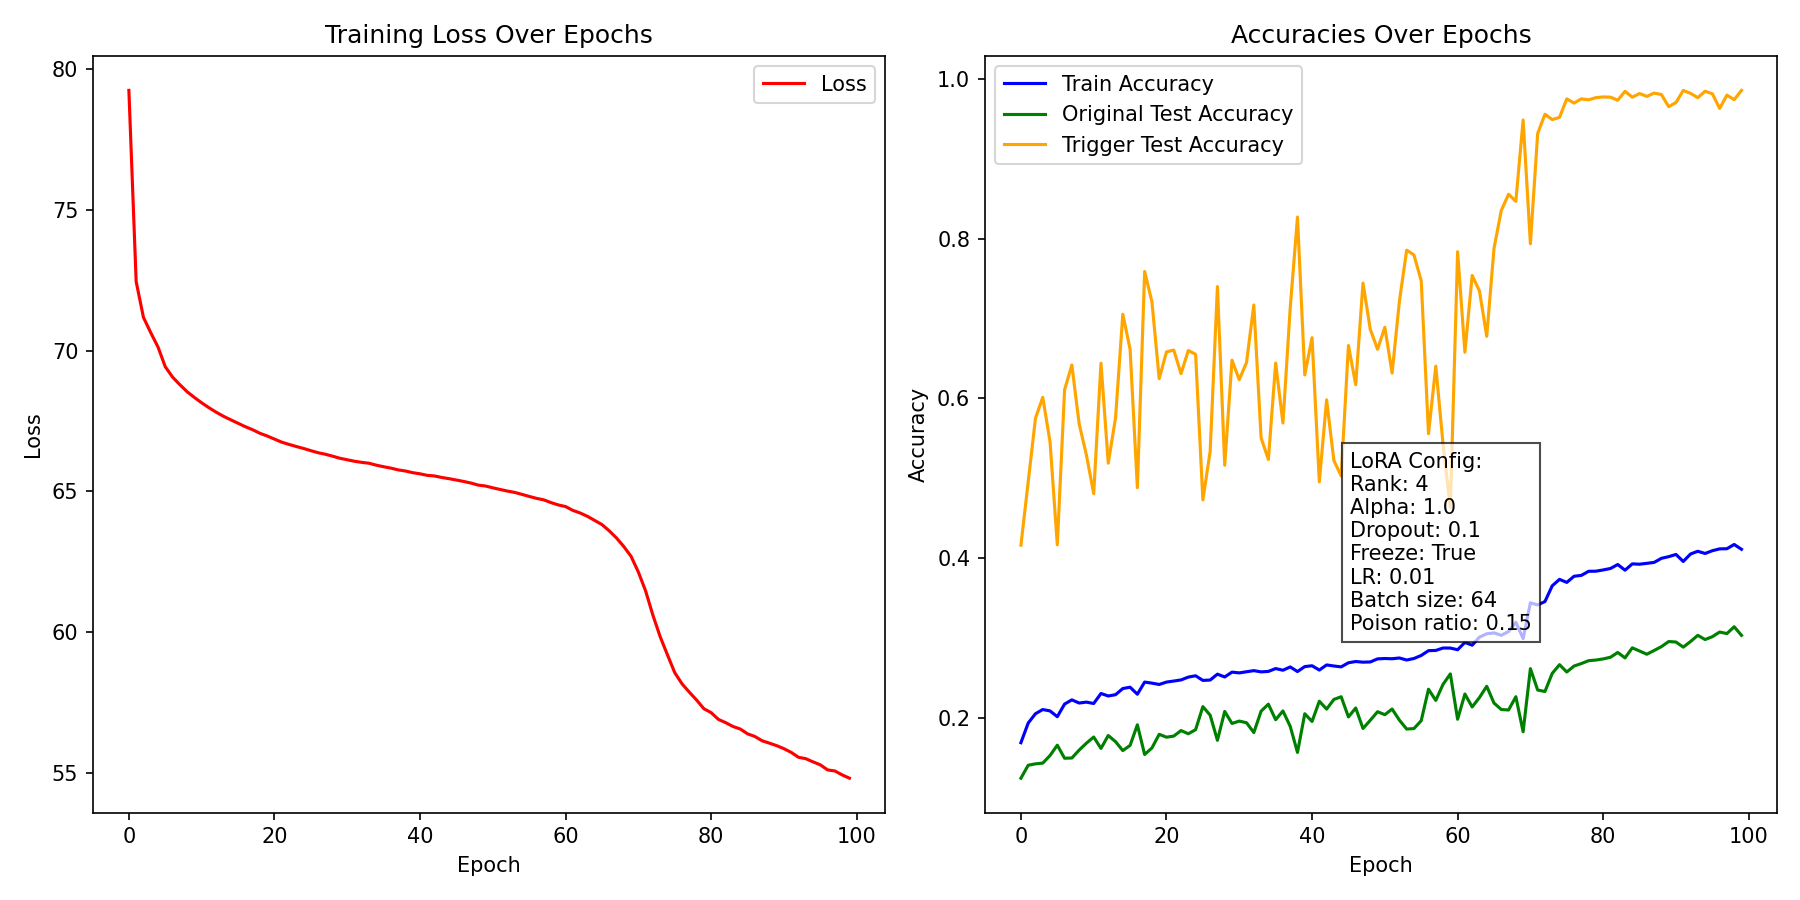 Training Loss Over Epochs
80
75
70
65
60
55
Loss
Loss
0
20
40
60
80
100
Epoch
Accuracies Over Epochs
1.0
0.8
0.6
0.4
0.2
Accuracy
Train Accuracy
Original Test Accuracy
Trigger Test Accuracy
LoRA Config:
Rank: 4
Alpha: 1.0
Dropout: 0.1
Freeze: True
LR: 0.01
Batch size: 64
Poison ratio: 0.15
0
20
40
60
80
100
Epoch